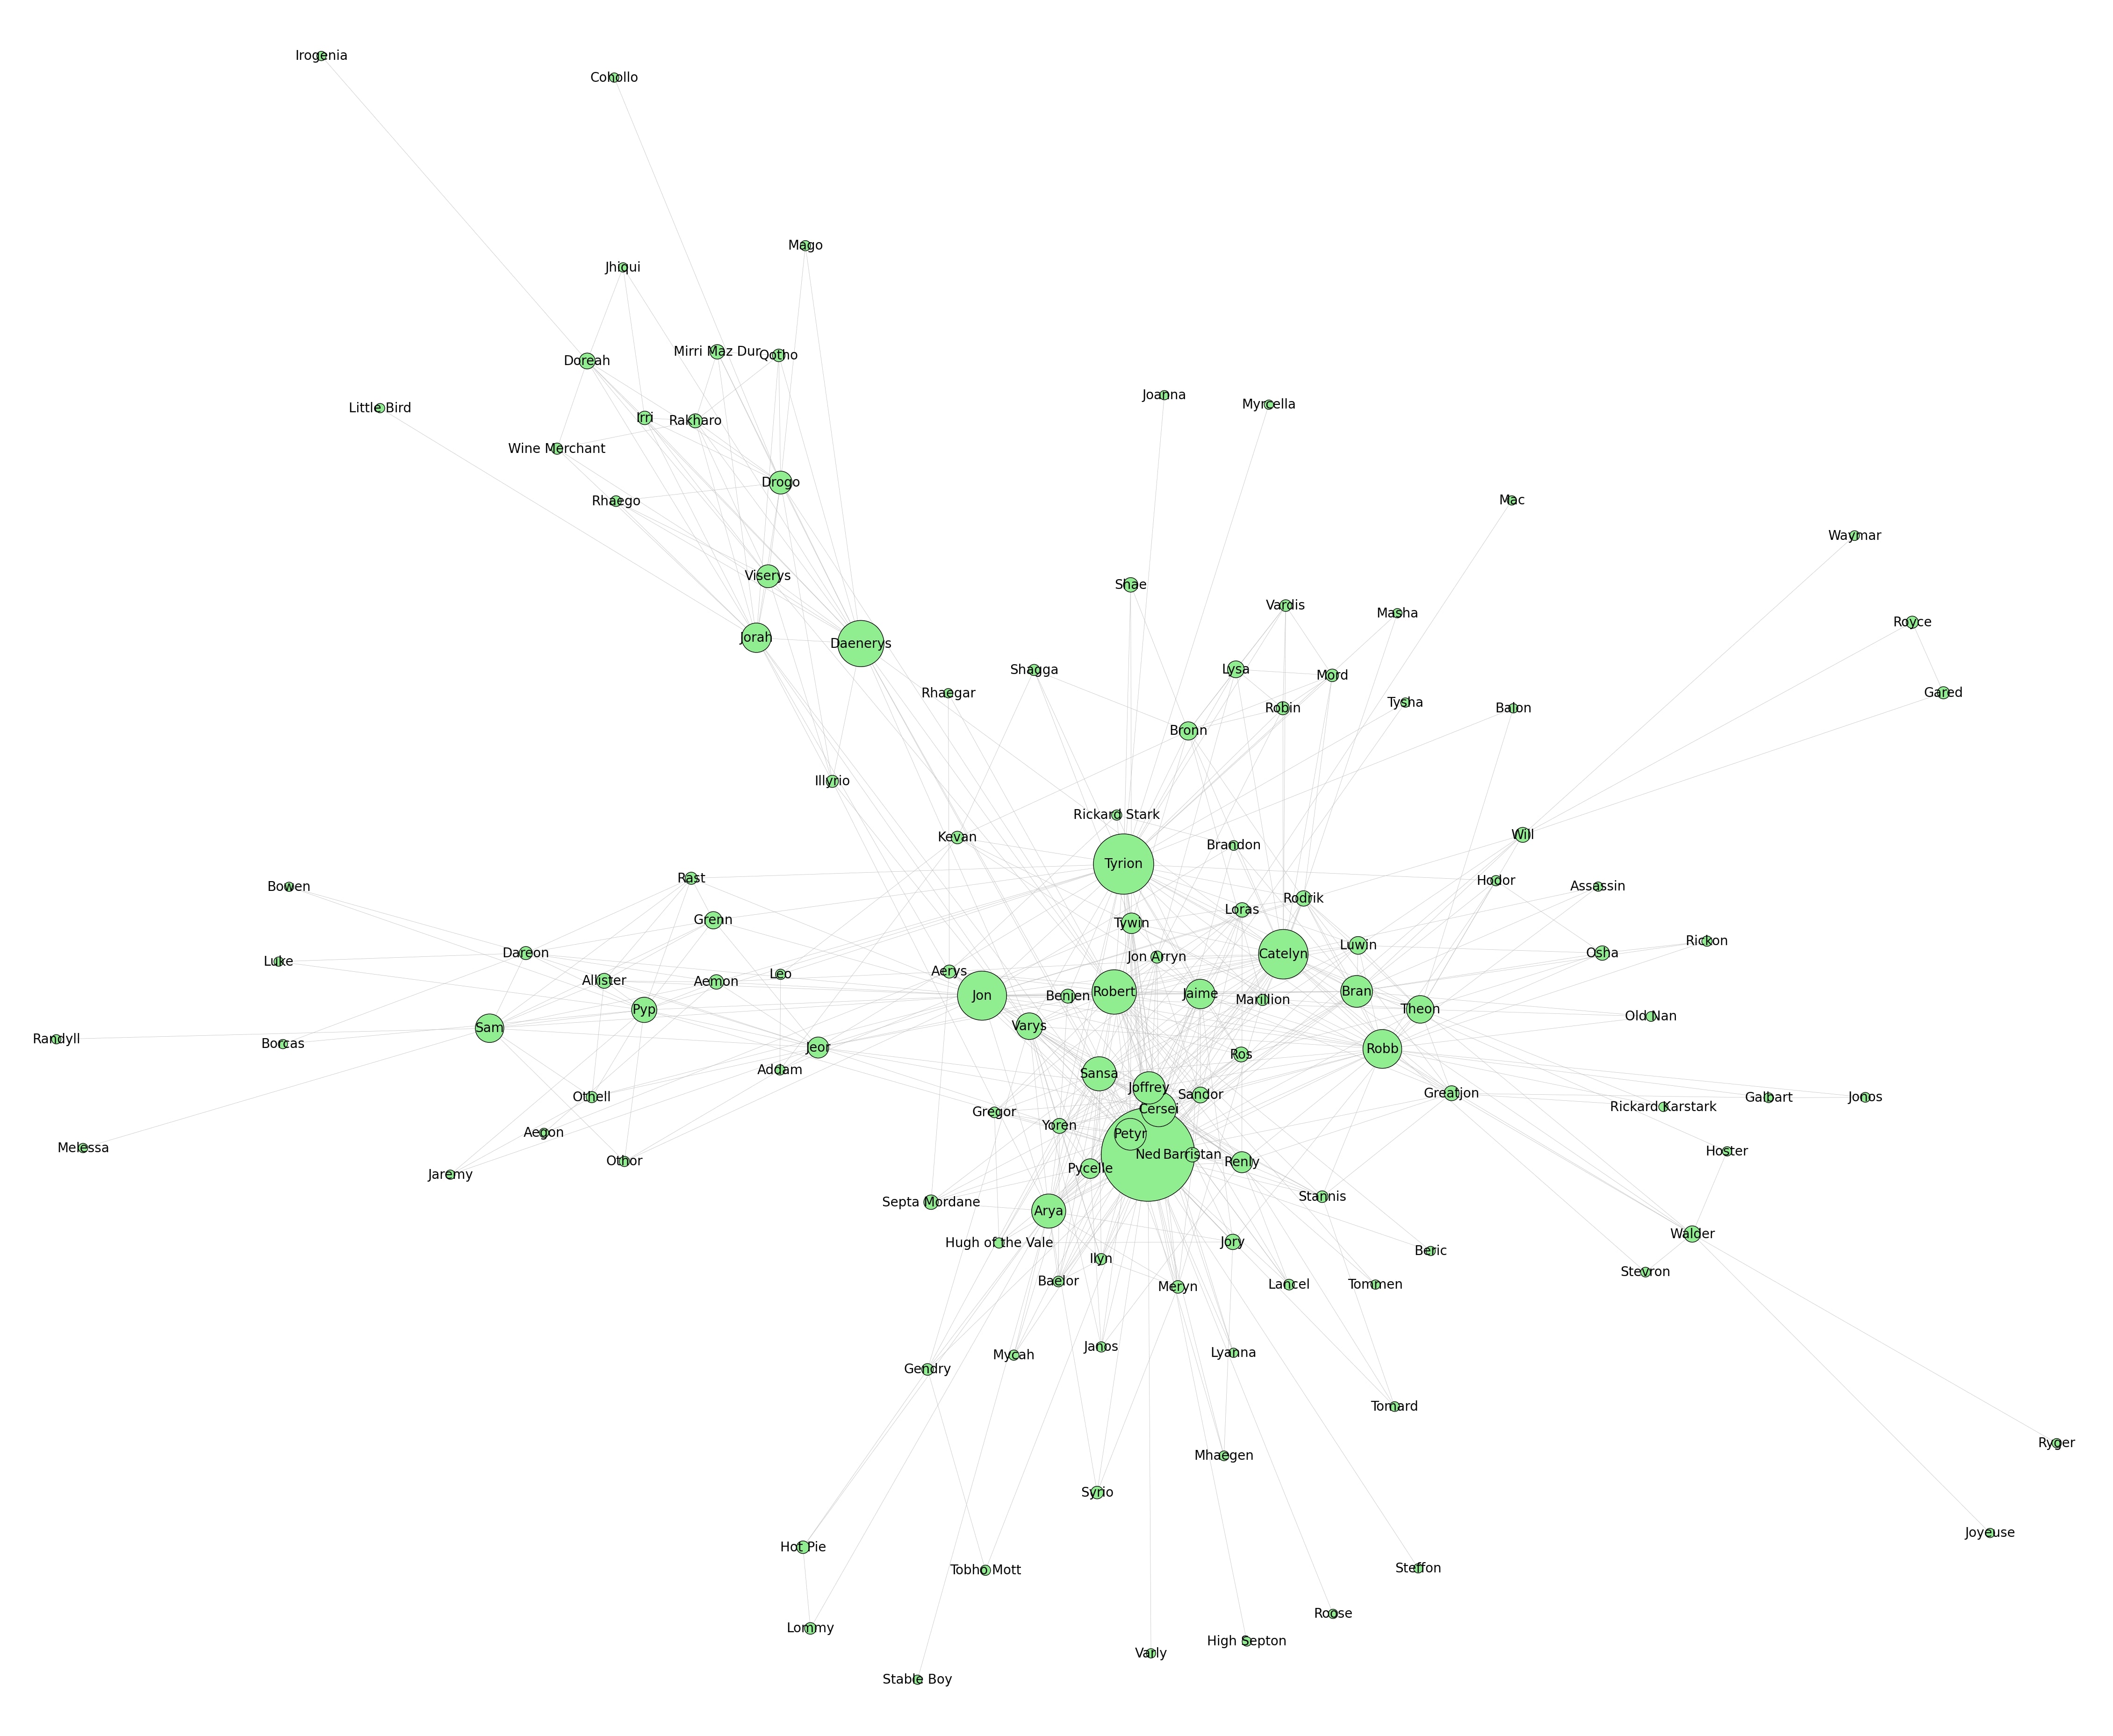 Irogenia
Cohollo
Mago
Jhiqui
Mirri Maz Dur
Qotho
Doreah
Joanna
Myrcella
Little Bird
Irri
Rakharo
Wine Merchant
Drogo
Rhaego
Mac
Waymar
Viserys
Shae
Vardis
Masha
Royce
Jorah
Daenerys
Shagga
Lysa
Mord
Rhaegar
Gared
Tysha
Robin
Balon
Bronn
Illyrio
Rickard Stark
Kevan
Will
Brandon
Tyrion
Rast
Hodor
Bowen
Assassin
Rodrik
Loras
Grenn
Tywin
Rickon
Luwin
Dareon
Osha
Catelyn
Jon Arryn
Luke
Aerys
Leo
Allister
Aemon
Bran
Robert
Jaime
Jon
Benjen
Marillion
Pyp
Theon
Old Nan
Varys
Sam
Randyll
Borcas
Jeor
Robb
Ros
Addam
Sansa
Joffrey
Greatjon
Sandor
Othell
Galbart
Jonos
Rickard Karstark
Cersei
Gregor
Yoren
Aegon
Petyr
Melessa
Hoster
Ned
Barristan
Othor
Renly
Pycelle
Jaremy
Stannis
Septa Mordane
Arya
Walder
Jory
Hugh of the Vale
Beric
Ilyn
Stevron
Baelor
Lancel
Tommen
Meryn
Janos
Lyanna
Mycah
Gendry
Tomard
Ryger
Mhaegen
Syrio
Joyeuse
Hot Pie
Steffon
Tobho Mott
Roose
Lommy
High Septon
Varly
Stable Boy